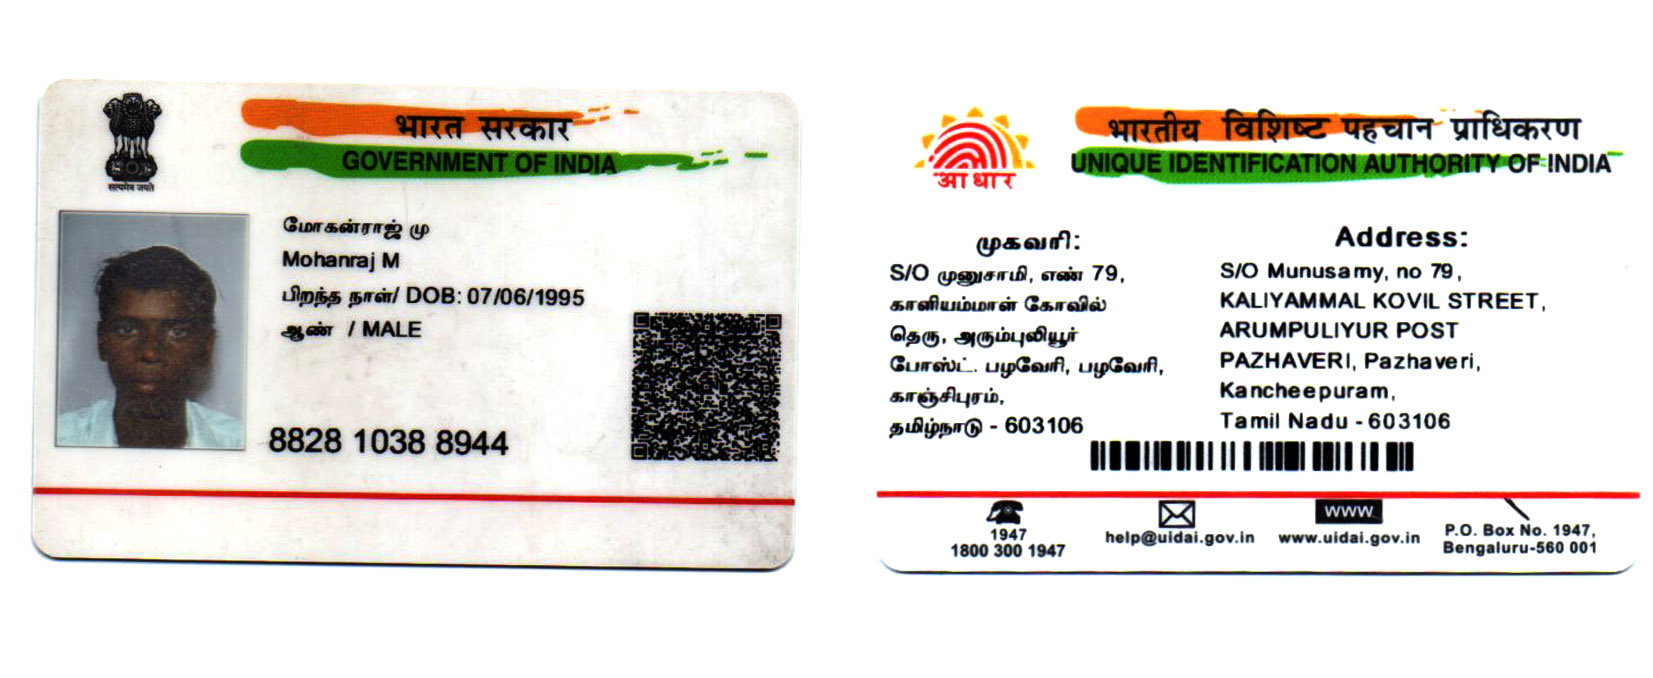 सत्यमेव जयते
भारत सरकार
GOVERNMENT OF INDIA
மோகன்ராஜ் மு
Mohanraj M
பிறந்த நாள்/ DOB: 07/06/1995
ஆண் / MALE
8828 1038 8944
आधार
भारतीय विशिष्ट पहचान प्राधिकरण
UNIQUE IDENTIFICATION AUTHORITY OF INDIA
முகவரி:
S/O முனுசாமி, எண் 79,
காளியம்மாள் கோவில்
தெரு, அரும்புலியூர்
போஸ்ட். பழவேரி, பழவேரி,
காஞ்சிபுரம்,
தமிழ்நாடு - 603106
Address:
S/O Munusamy, no 79,
KALIYAMMAL KOVIL STREET,
ARUMPULIYUR POST
PAZHAVERI, Pazhaveri,
Kancheepuram,
Tamil Nadu - 603106
1947
1800 300 1947
help@uidai.gov.in
www
www.uidai.gov.in
P.O. Box No. 1947,
Bengaluru-560 001